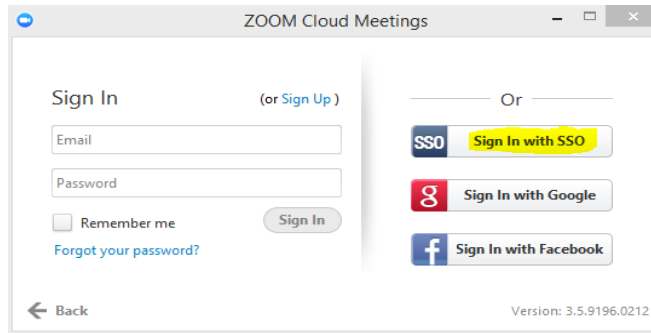 ZOOM Cloud Meetings
Sign In (or Sign Up )
Email
Password
Remember me
Sign In
Forgot your password?
Or
SSO Sign In with SSO
g Sign In with Google
f Sign In with Facebook
Back
Version: 3.5.9196.0212